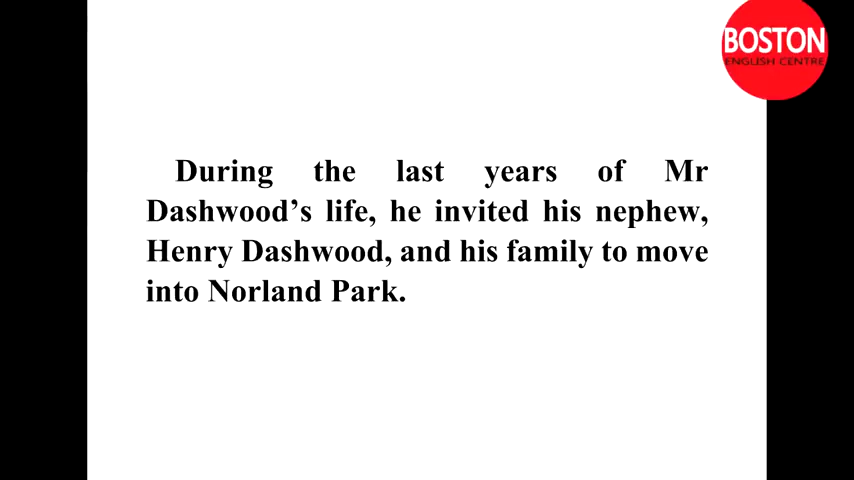 BOSTON
ENGLISH CENTRE
During the last years of Mr
Dashwood’s life, he invited his nephew,
Henry Dashwood, and his family to move
into Norland Park.